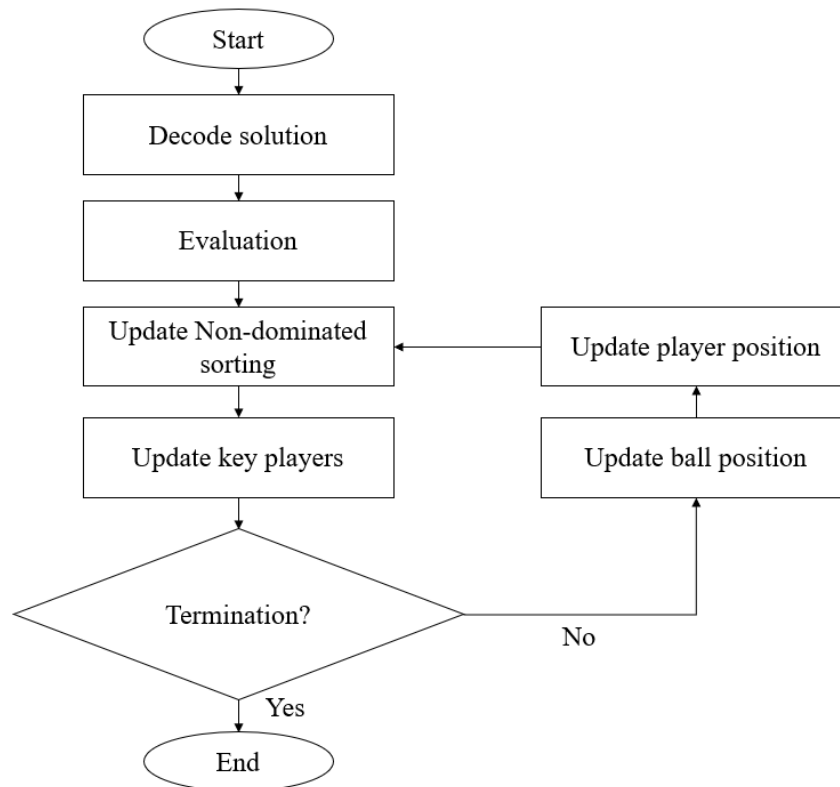 Start
Decode solution
Evaluation
Update Non-dominated
sorting
Update player position
Update key players
Update ball position
Termination?
No
Yes
End